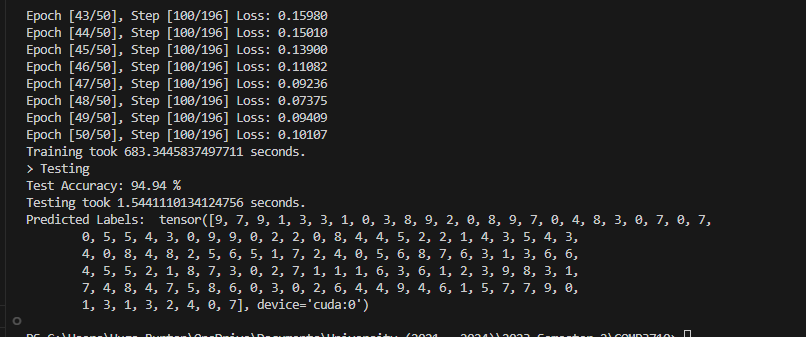 Epoch [43/50], Step [100/196] Loss: 0.15980
Epoch [44/50], Step [100/196] Loss: 0.15010
Epoch [45/50], Step [100/196] Loss: 0.13900
Epoch [46/50], Step [100/196] Loss: 0.11082
Epoch [47/50], Step [100/196] Loss: 0.09236
Epoch [48/50], Step [100/196] Loss: 0.07375
Epoch [49/50], Step [100/196] Loss: 0.09409
Epoch [50/50], Step [100/196] Loss: 0.10107
Training took 683.3445837497711 seconds.
> Testing
Test Accuracy: 94.94 %
Testing took 1.5441110134124756 seconds.
Predicted Labels:  tensor([9, 7, 9, 1, 3, 3, 1, 0, 3, 8, 9, 2, 0, 8, 9, 7, 0, 4, 8, 3, 0, 7, 0, 7,
        0, 5, 5, 4, 3, 0, 9, 9, 0, 2, 2, 0, 8, 4, 4, 5, 2, 2, 1, 4, 3, 5, 4, 3,
        4, 0, 8, 4, 8, 2, 5, 6, 5, 1, 7, 2, 4, 0, 5, 6, 8, 7, 6, 3, 1, 3, 6, 6,
        4, 5, 5, 2, 1, 8, 7, 3, 0, 2, 7, 1, 1, 1, 6, 3, 6, 1, 2, 3, 9, 8, 3, 1,
        7, 4, 8, 4, 7, 5, 8, 6, 0, 3, 0, 2, 6, 4, 4, 9, 4, 6, 1, 5, 7, 7, 9, 0,
        1, 3, 1, 3, 2, 4, 0, 7], device='cuda:0')